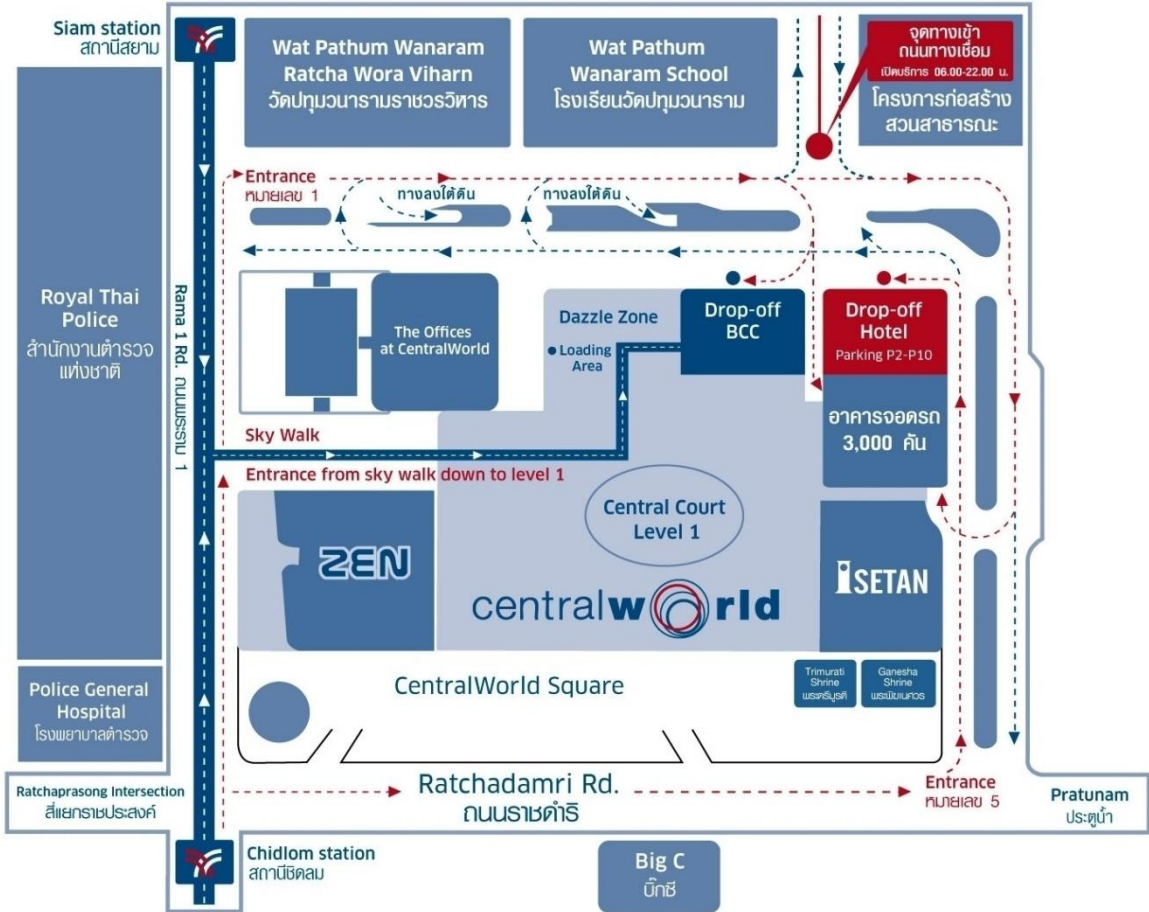 Siam station
สถานีสยาม
Wat Pathum Wanaram
Ratcha Wora Viharn
วัดปทุมวนารามราชวรวิหาร
Wat Pathum
Wanaram School
โรงเรียนวัดปทุมวนาราม
จุดทางเข้า
ถนนทางเชื่อม
เปิดบริการ 06.00-22.00 น.
โครงการก่อสร้าง
สวนสาธารณะ
Entrance
หมายเลข 1
ทางลงใต้ดิน
ทางลงใต้ดิน
Royal Thai
Police
สำนักงานตำรวจ
แห่งชาติ
Rama 1 Rd. ถนนพระราม 1
The Offices
at CentralWorld
Dazzle Zone
Loading
Area
Drop-off
BCC
Drop-off
Hotel
Parking P2-P10
อาคารจอดรถ
3,000 คัน
Sky Walk
Entrance from sky walk down to level 1
Central Court
Level 1
ZEN
centralworld
ISETAN
Trimurati
Shrine
พระตรีมูรติ
Ganesha
Shrine
พระพิฆเนศวร
CentralWorld Square
Police General
Hospital
โรงพยาบาลตำรวจ
Ratchaprasong Intersection
สี่แยกราชประสงค์
Ratchadamri Rd.
ถนนราชดำริ
Entrance
หมายเลข 5
Pratunam
ประตูน้ำ
Chidlom station
สถานีชิดลม
Big C
บิ๊กซี